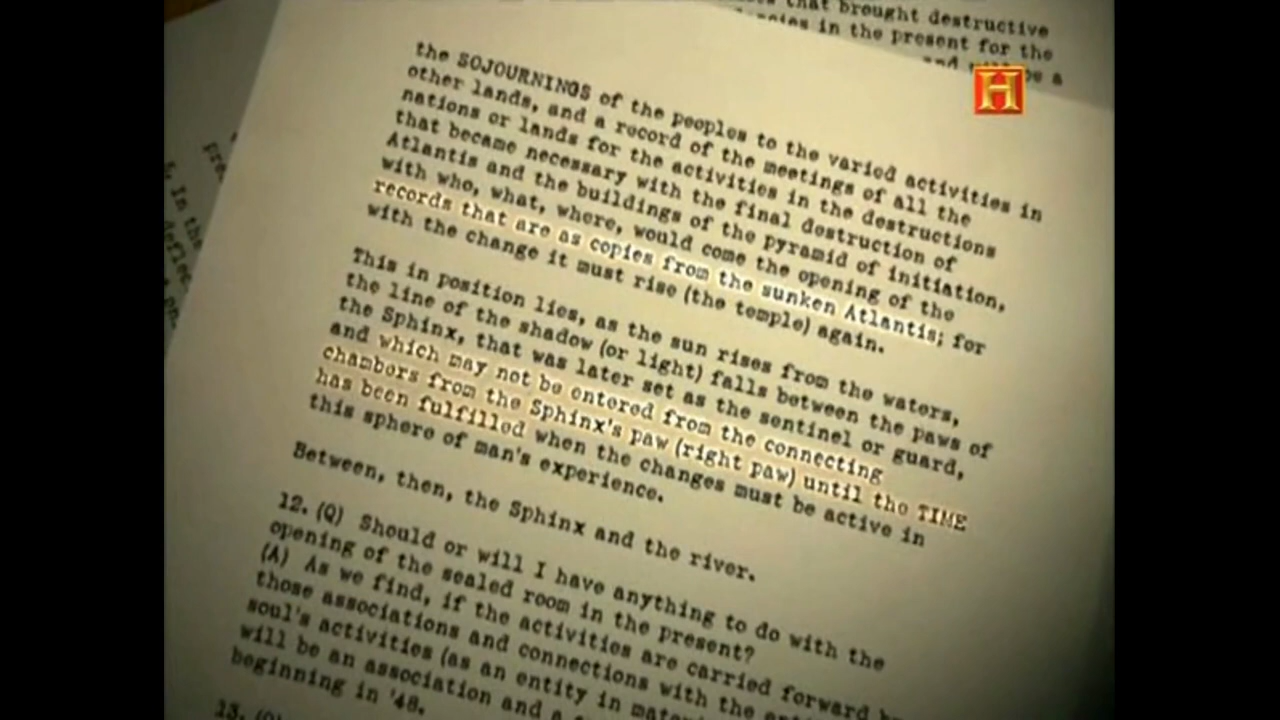 that brought destructive
in the present for the
be a
H
the SOJOURNINGS of the peoples to the varied activities in
other lands, and a record of the meetings of all the
nations or lands for the activities in the destructions
that became necessary with the final destruction of
Atlantis and the buildings of the pyramid of initiation,
with who, what, where, would come the opening of the
records that are as copies from the sunken Atlantis; for
with the change it must rise (the temple) again.
This in position lies, as the sun rises from the waters,
the line of the shadow (or light) falls between the paws of
the Sphinx, that was later set as the sentinel or guard,
and which may not be entered from the connecting
chambers from the Sphinx's paw (right paw) until the TIME
has been fulfilled when the changes must be active in
this sphere of man's experience.
Between, then, the Sphinx and the river.
12. (Q) Should or will I have anything to do with the
opening of the sealed room in the present?
(A) As we find, if the activities are carried forward
those associations and connections with the
soul's activities (as an entity in
will be an association and a
beginning in '48.
13. (Q)
In the